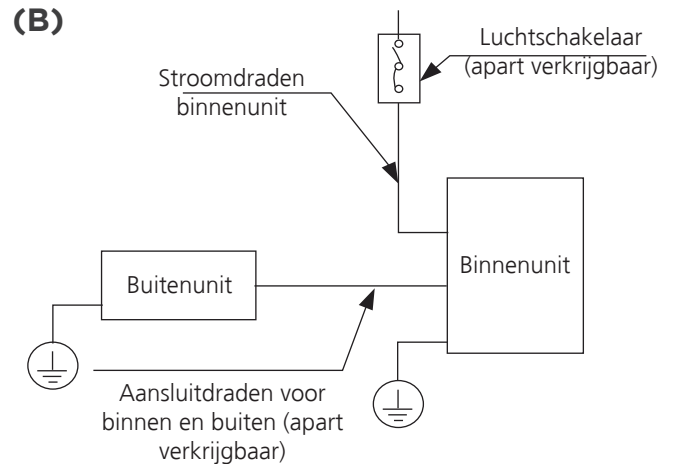 (B)
Luchtschakelaar
(apart verkrijgbaar)
Stroomdraden
binnenunit
Binnenunit
Buitenunit
Aansluitdraden voor
binnen en buiten (apart
verkrijgbaar)